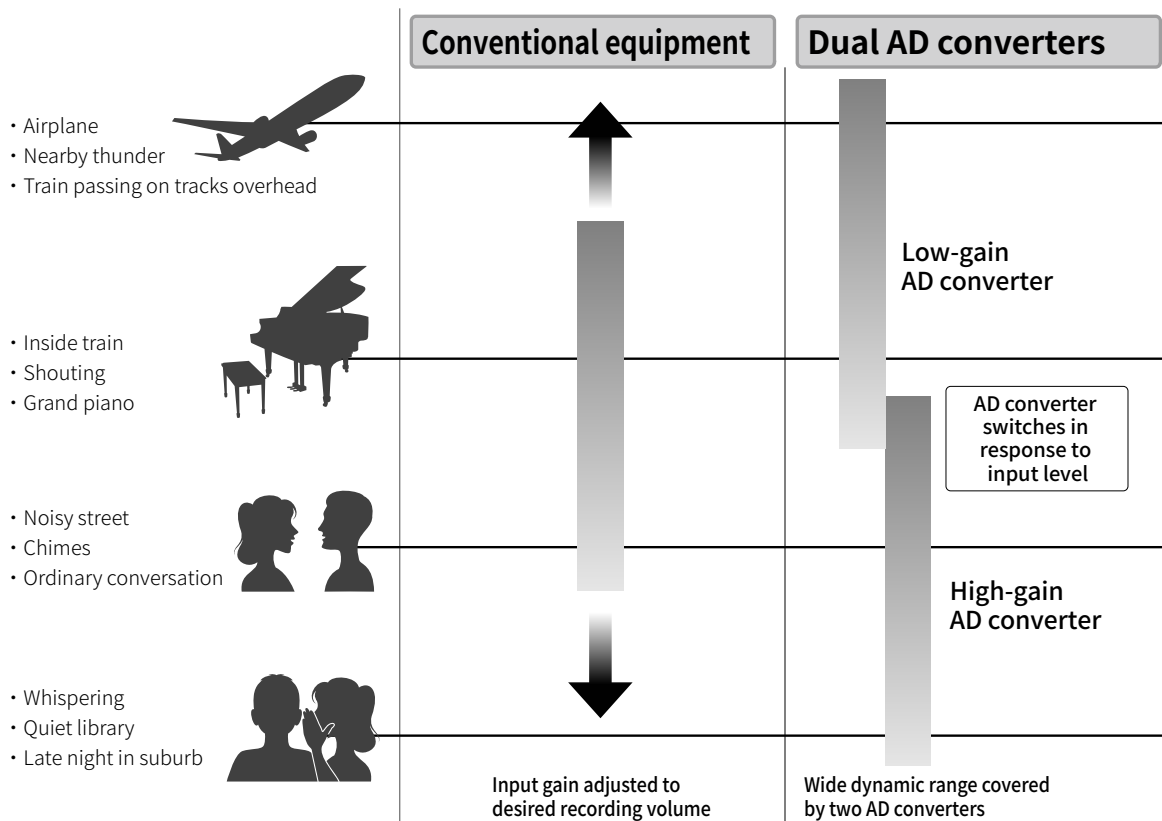 Conventional equipment
Dual AD converters
・Airplane
・Nearby thunder
・Train passing on tracks overhead
Low-gain
AD converter
・Inside train
・Shouting
・Grand piano
AD converter
switches in
response to
input level
・Noisy street
・Chimes
・Ordinary conversation
High-gain
AD converter
・Whispering
・Quiet library
・Late night in suburb
Input gain adjusted to
desired recording volume
Wide dynamic range covered
by two AD converters